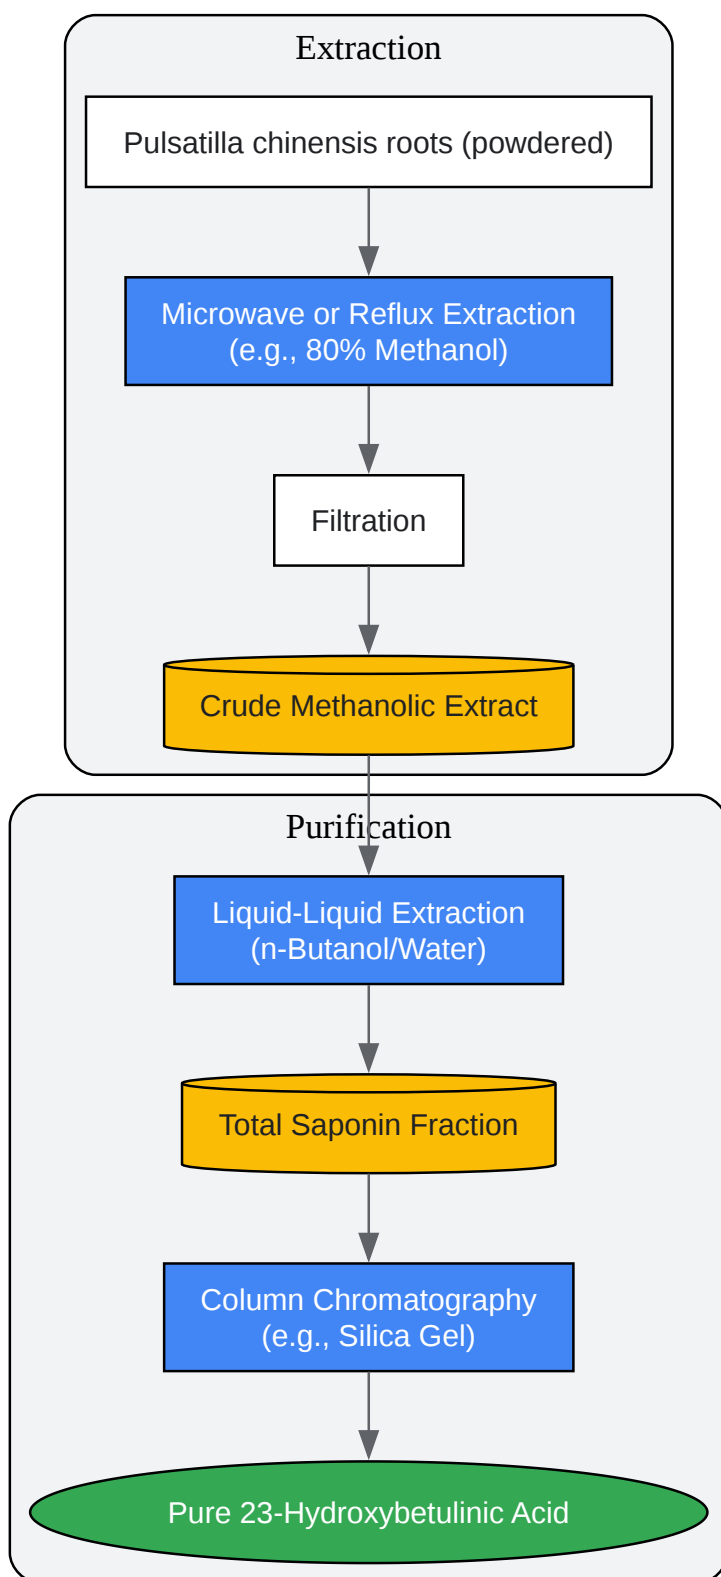 Extraction
Pulsatilla chinensis roots (powdered)
Microwave or Reflux Extraction
(e.g., 80% Methanol)
Filtration
Crude Methanolic Extract
Purification
Liquid-Liquid Extraction
(n-Butanol/Water)
Total Saponin Fraction
Column Chromatography
(e.g., Silica Gel)
Pure 23-Hydroxybetulinic Acid